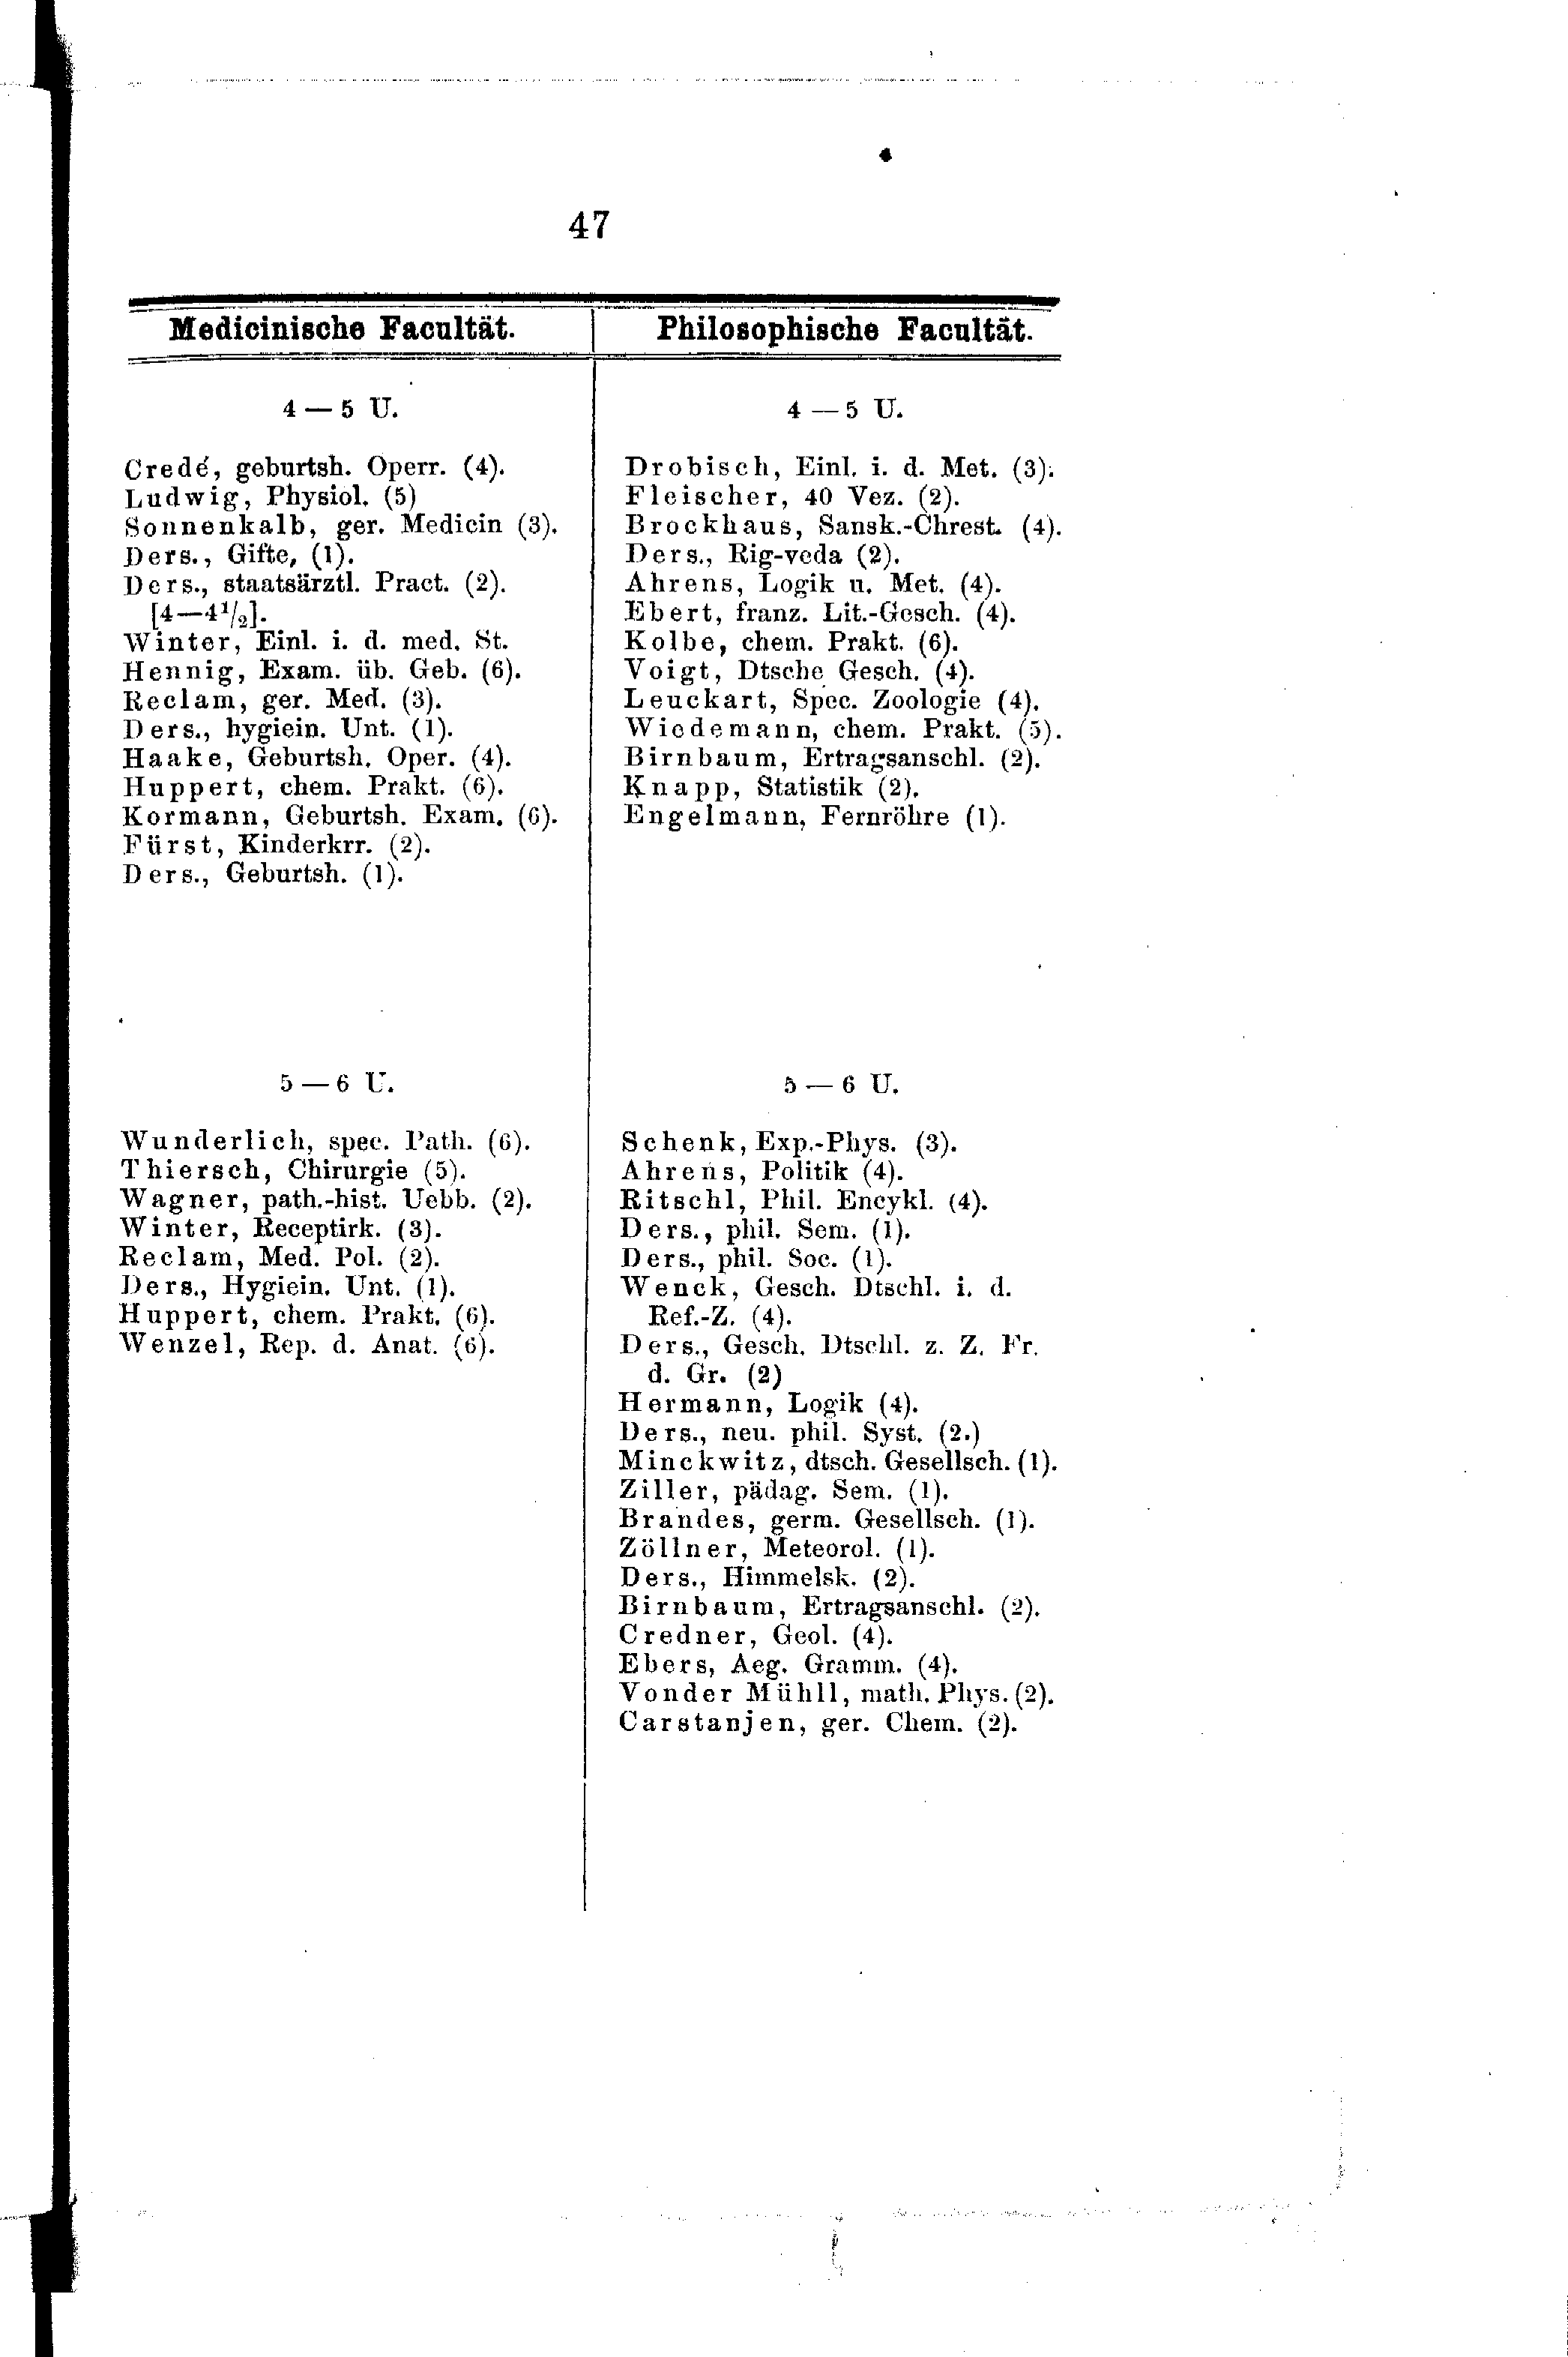 47
Medicinische Facultät.
4 — 5 U.
Credé, geburtsh. Operr. (4).
Ludwig, Physiol. (5)
Sonnenkalb, ger. Medicin (3).
Ders., Gifte, (1).
Ders., staatsärztl. Pract. (2).
[4—4½].
Winter, Einl. i. d. med. St.
Hennig, Exam. üb. Geb. (6).
Reclam, ger. Med. (3).
Ders., hygiein. Unt. (1).
Haake, Geburtsh. Oper. (4).
Huppert, chem. Prakt. (6).
Kormann, Geburtsh. Exam. (6).
Fürst, Kinderkrr. (2).
Ders., Geburtsh. (1).
5 — 6 U.
Wunderlich, spec. Path. (6).
Thiersch, Chirurgie (5).
Wagner, path.-hist. Uebb. (2).
Winter, Receptirk. (3).
Reclam, Med. Pol. (2).
Ders., Hygiein. Unt. (1).
Huppert, chem. Prakt. (6).
Wenzel, Rep. d. Anat. (6).
Philosophische Facultät.
4 — 5 U.
Drobisch, Einl. i. d. Met. (3).
Fleischer, 40 Vez. (2).
Brockhaus, Sansk.-Chrest. (4).
Ders., Rig-veda (2).
Ahrens, Logik u. Met. (4).
Ebert, franz. Lit.-Gesch. (4).
Kolbe, chem. Prakt. (6).
Voigt, Dtsche Gesch. (4).
Leuckart, Spec. Zoologie (4).
Wiedemann, chem. Prakt. (5).
Birnbaum, Ertragsanschl. (2).
Knapp, Statistik (2).
Engelmann, Fernröhre (1).
5 — 6 U.
Schenk, Exp.-Phys. (3).
Ahrens, Politik (4).
Ritschl, Phil. Encykl. (4).
Ders., phil. Sem. (1).
Ders., phil. Soc. (1).
Wenck, Gesch. Dtschl. i. d.
Ref.-Z. (4).
Ders., Gesch. Dtschl. z. Z. Fr.
d. Gr. (2)
Hermann, Logik (4).
Ders., neu. phil. Syst. (2.)
Minckwitz, dtsch. Gesellsch. (1).
Ziller, pädag. Sem. (1).
Brandes, germ. Gesellsch. (1).
Zöllner, Meteorol. (1).
Ders., Himmelsk. (2).
Birnbaum, Ertragsanschl. (2).
Credner, Geol. (4).
Ebers, Aeg. Gramm. (4).
Vonder Mühll, math. Phys. (2).
Carstanjen, ger. Chem. (2).